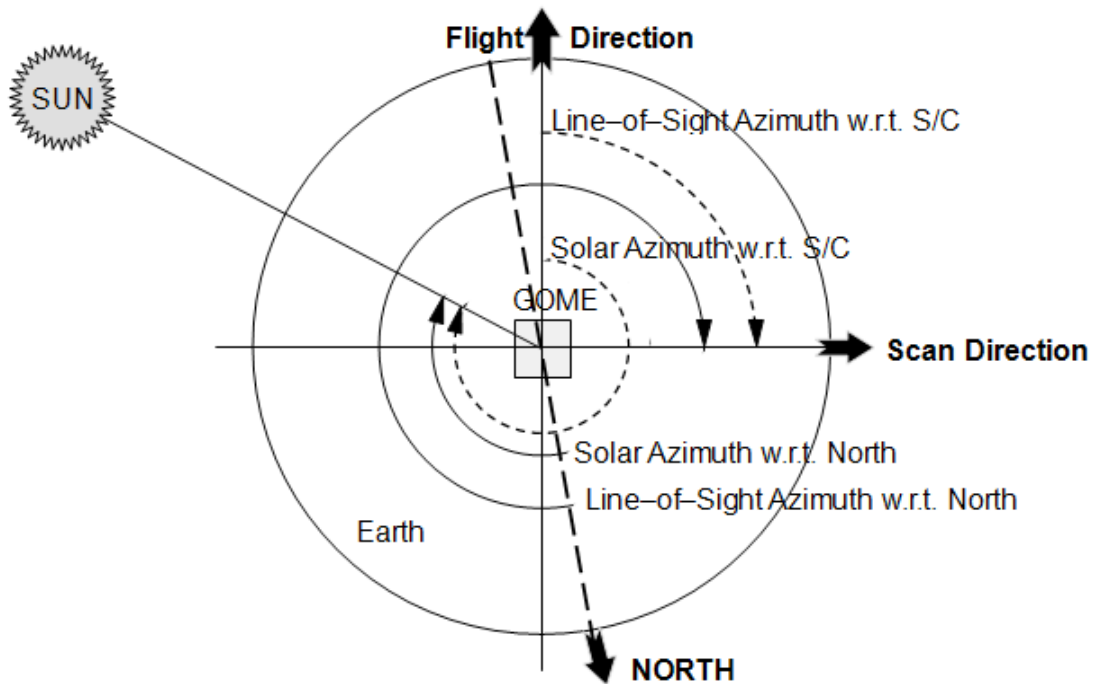 Flight Direction
SUN
Line–of–Sight Azimuth w.r.t. S/C
Solar Azimuth w.r.t. S/C
GOME
Scan Direction
Solar Azimuth w.r.t. North
Line–of–Sight Azimuth w.r.t. North
Earth
NORTH